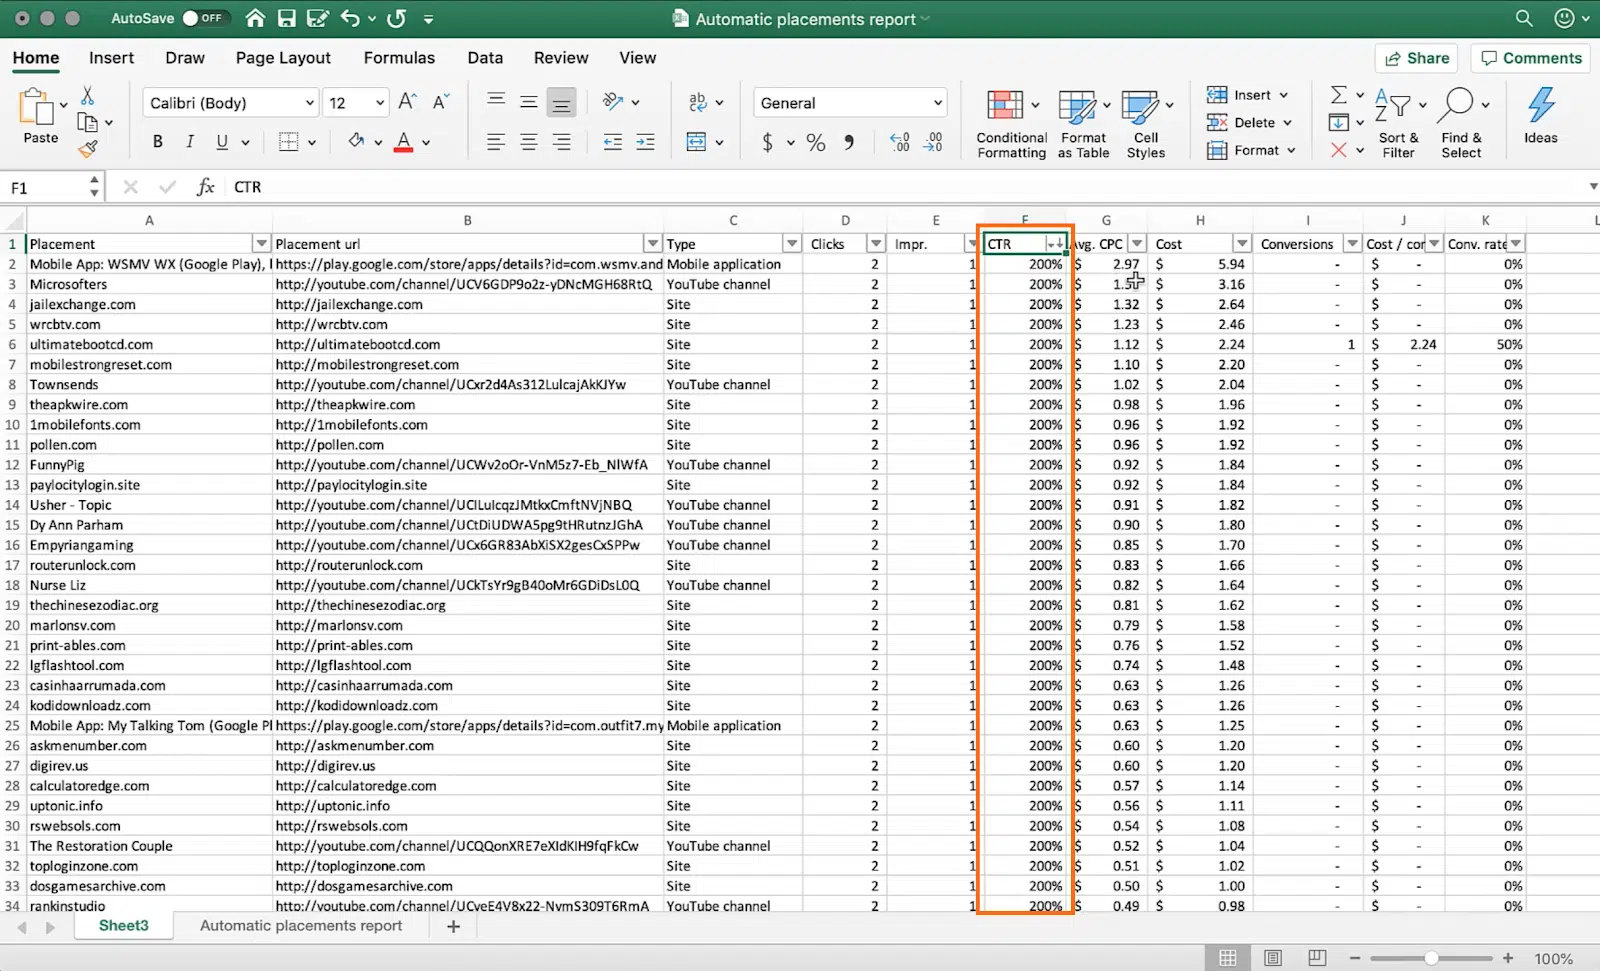 AutoSave OFF Automatic placements report
Home Insert Draw Page Layout Formulas Data Review View Share Comments
Paste Calibri (Body) 12 General Conditional Formatting Format as Table Cell Styles Insert Delete Format Sort & Filter Find & Select Ideas
B I U A $ %
F1 fx CTR
A B C D E F G H I J K L
1 Placement Placement url Type Clicks Impr. CTR Avg. CPC Cost Conversions Cost / cor Conv. rate
2 Mobile App: WSMV WX (Google Play), https://play.google.com/store/apps/details?id=com.wsmv.and Mobile application 2 1 200% $ 2.97 $ 5.94 - $ - 0%
3 Microsofters http://youtube.com/channel/UCV6GDP9o2z-yDNcMGH68RtQ YouTube channel 2 1 200% $ $ 3.16 - $ - 0%
4 jailexchange.com http://jailexchange.com Site 2 1 200% $ 1.32 $ 2.64 - $ - 0%
5 wrcbtv.com http://wrcbtv.com Site 2 1 200% $ 1.23 $ 2.46 - $ - 0%
6 ultimatebootcd.com http://ultimatebootcd.com Site 2 1 200% $ 1.12 $ 2.24 1 $ 2.24 50%
7 mobilestrongreset.com http://mobilestrongreset.com Site 2 1 200% $ 1.10 $ 2.20 - $ - 0%
8 Townsends http://youtube.com/channel/UCxr2d4As312LulcajAkKJYw YouTube channel 2 1 200% $ 1.02 $ 2.04 - $ - 0%
9 theapkwire.com http://theapkwire.com Site 2 1 200% $ 0.98 $ 1.96 - $ - 0%
10 1mobilefonts.com http://1mobilefonts.com Site 2 1 200% $ 0.96 $ 1.92 - $ - 0%
11 pollen.com http://pollen.com Site 2 1 200% $ 0.96 $ 1.92 - $ - 0%
12 FunnyPig http://youtube.com/channel/UCWv2oOr-VnM5z7-Eb_NlWfA YouTube channel 2 1 200% $ 0.92 $ 1.84 - $ - 0%
13 paylocitylogin.site http://paylocitylogin.site Site 2 1 200% $ 0.92 $ 1.84 - $ - 0%
14 Usher - Topic http://youtube.com/channel/UCILulcqzJMtkxCmftNVjNBQ YouTube channel 2 1 200% $ 0.91 $ 1.82 - $ - 0%
15 Dy Ann Parham http://youtube.com/channel/UCtDiUDWA5pg9tHRutnzJGhA YouTube channel 2 1 200% $ 0.90 $ 1.80 - $ - 0%
16 Empyriangaming http://youtube.com/channel/UCx6GR83AbXiSX2gesCxSPPw YouTube channel 2 1 200% $ 0.85 $ 1.70 - $ - 0%
17 routerunlock.com http://routerunlock.com Site 2 1 200% $ 0.83 $ 1.66 - $ - 0%
18 Nurse Liz http://youtube.com/channel/UCkTsYr9gB40oMr6GDiDsL0Q YouTube channel 2 1 200% $ 0.82 $ 1.64 - $ - 0%
19 thechinesezodiac.org http://thechinesezodiac.org Site 2 1 200% $ 0.81 $ 1.62 - $ - 0%
20 marlonsv.com http://marlonsv.com Site 2 1 200% $ 0.79 $ 1.58 - $ - 0%
21 print-ables.com http://print-ables.com Site 2 1 200% $ 0.76 $ 1.52 - $ - 0%
22 lgflashtool.com http://lgflashtool.com Site 2 1 200% $ 0.74 $ 1.48 - $ - 0%
23 casinhaarrumada.com http://casinhaarrumada.com Site 2 1 200% $ 0.63 $ 1.26 - $ - 0%
24 kodidownloadz.com http://kodidownloadz.com Site 2 1 200% $ 0.63 $ 1.26 - $ - 0%
25 Mobile App: My Talking Tom (Google Pl https://play.google.com/store/apps/details?id=com.outfit7.my Mobile application 2 1 200% $ 0.63 $ 1.25 - $ - 0%
26 askmenumber.com http://askmenumber.com Site 2 1 200% $ 0.60 $ 1.20 - $ - 0%
27 digirev.us http://digirev.us Site 2 1 200% $ 0.60 $ 1.20 - $ - 0%
28 calculatoredge.com http://calculatoredge.com Site 2 1 200% $ 0.57 $ 1.14 - $ - 0%
29 uptonic.info http://uptonic.info Site 2 1 200% $ 0.56 $ 1.11 - $ - 0%
30 rswebsols.com http://rswebsols.com Site 2 1 200% $ 0.54 $ 1.08 - $ - 0%
31 The Restoration Couple http://youtube.com/channel/UCQQonXRE7eXIdKIH9fqFkCw YouTube channel 2 1 200% $ 0.52 $ 1.04 - $ - 0%
32 toploginzone.com http://toploginzone.com Site 2 1 200% $ 0.51 $ 1.02 - $ - 0%
33 dosgamesarchive.com http://dosgamesarchive.com Site 2 1 200% $ 0.50 $ 1.00 - $ - 0%
34 rankinstudio http://youtube.com/channel/UCveE4V8x22-NvmS309T6RmA YouTube channel 2 1 200% $ 0.49 $ 0.98 - $ - 0%
Sheet3 Automatic placements report +
100%